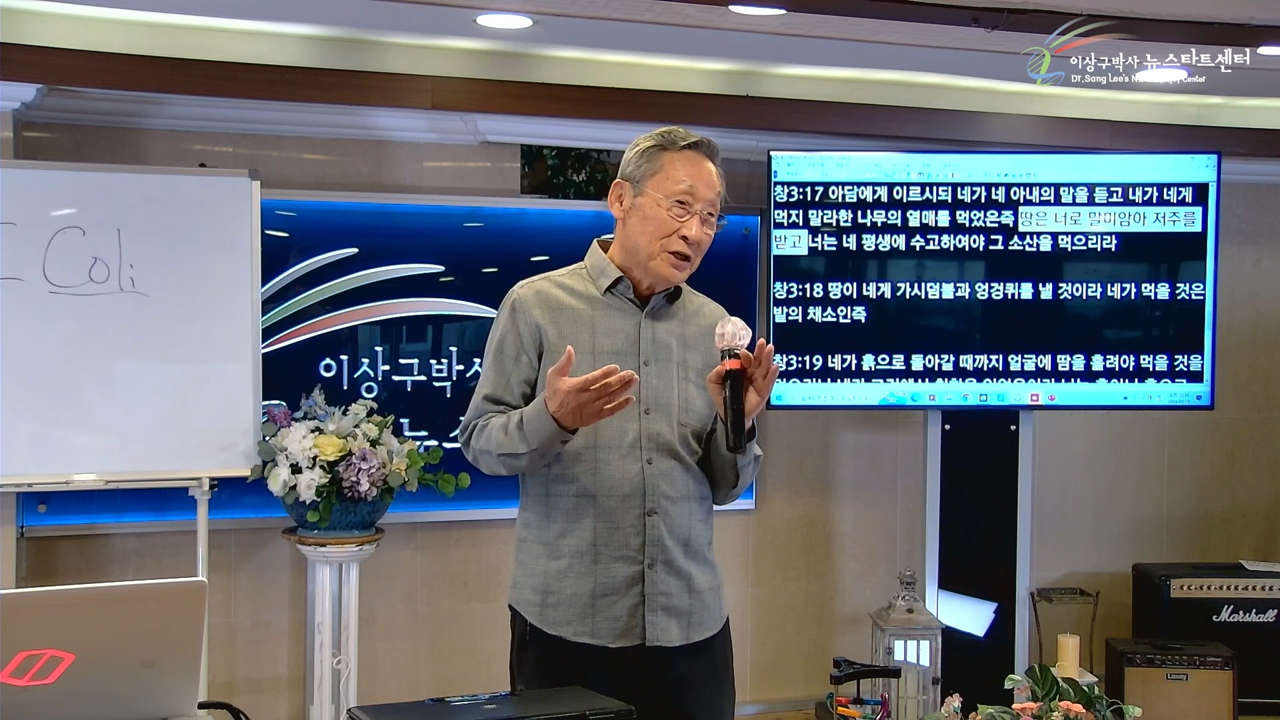 이상구박사 뉴스타트센터
Dr. Sang Lee's
Center
Coli
이상구박사
창3:17 아담에게 이르시되 네가 네 아내의 말을 듣고 내가 네게
먹지 말라한 나무의 열매를 먹었은즉 땅은 너로 말미암아 저주를
받고 너는 네 평생에 수고하여야 그 소산을 먹으리라
창3:18 땅이 네게 가시덤불과 엉겅퀴를 낼 것이라 네가 먹을 것은
밭의 채소인즉
창3:19 네가 흙으로 돌아갈 때까지 얼굴에 땀을 흘려야 먹을 것을
Marshall
Laney